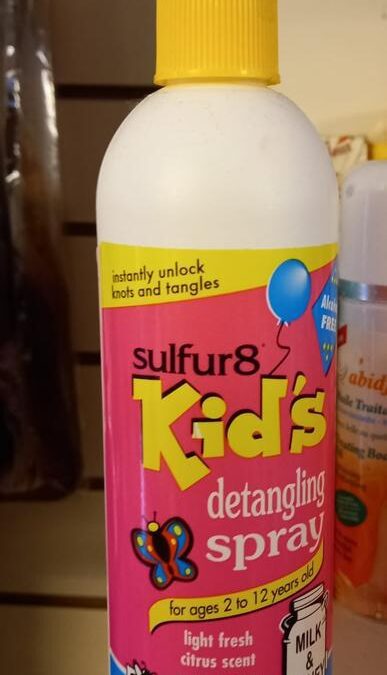 instantly unlock
knots and tangles
sulfur8
Kid's
detangling
spray
for ages 2 to 12 years old
light fresh
citrus scent
MILK
&
FREE